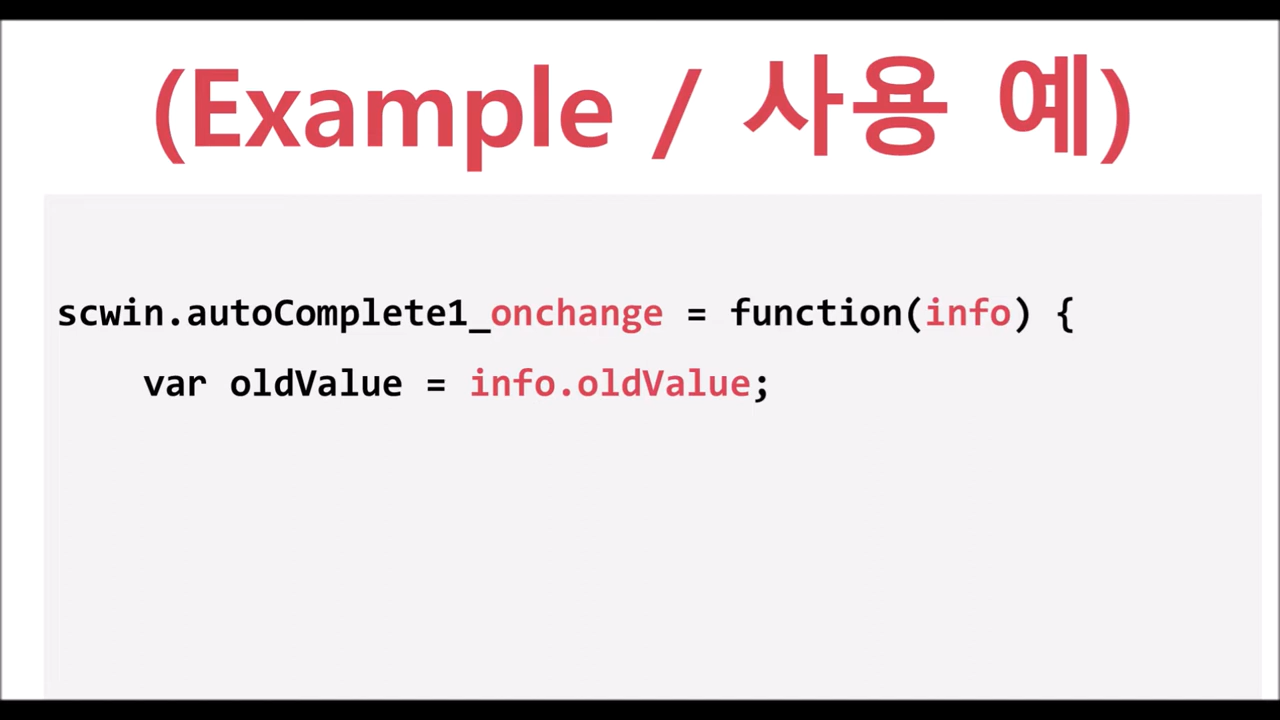 (Example / 사용 예)
scwin.autoComplete1_onchange = function(info) {
var oldValue = info.oldValue;